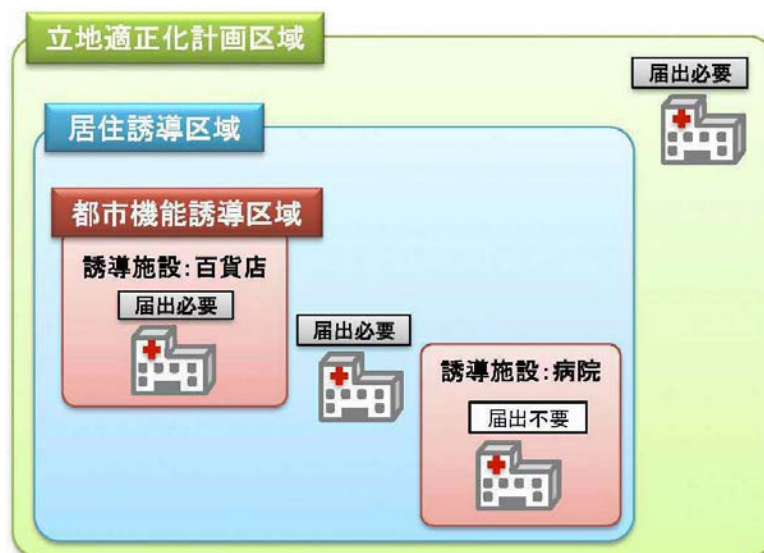 立地適正化計画区域
届出必要
居住誘導区域
都市機能誘導区域
誘導施設:百貨店
届出必要
届出必要
誘導施設:病院
届出不要